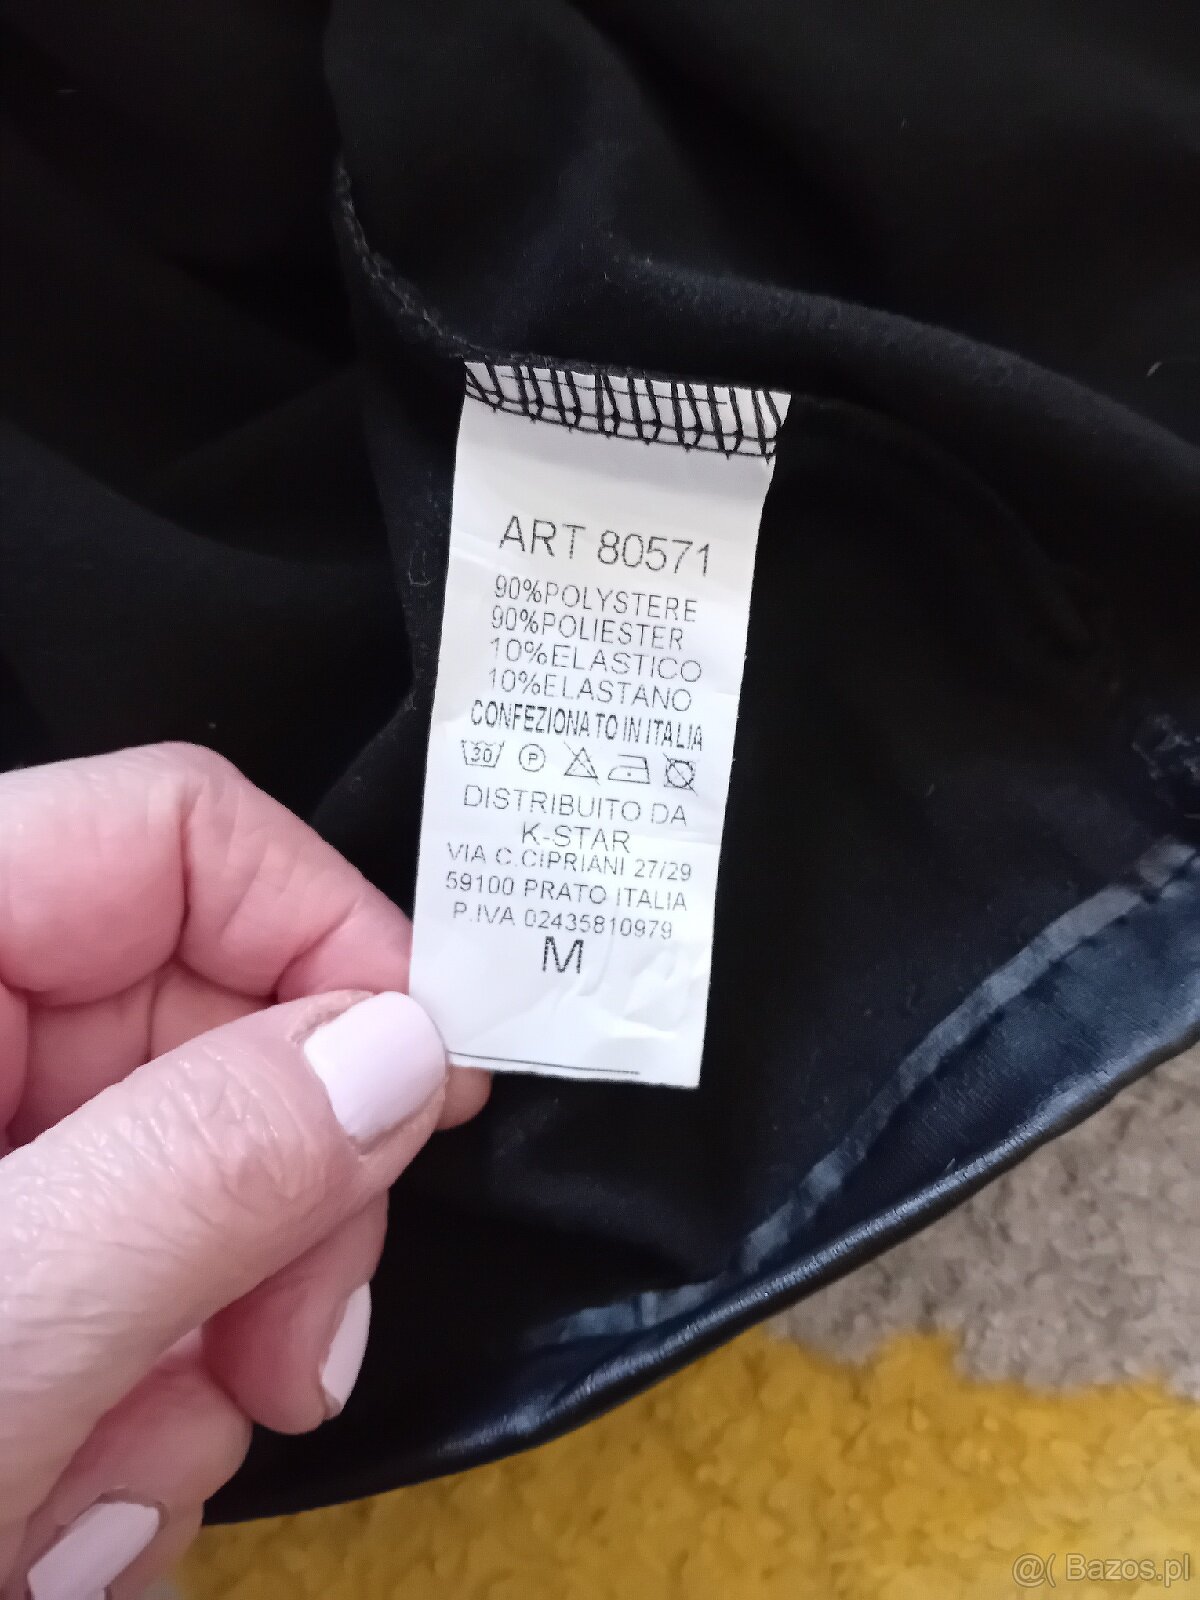 ART 80571
90%POLYSTERE
90%POLIESTER
10%ELASTICO
10%ELASTANO
CONFEZIONATO IN ITALIA
30 P
DISTRIBUITO DA
K-STAR
VIA C.CIPRIANI 27/29
59100 PRATO ITALIA
P.IVA 02435810979
M
@( Bazos.pl